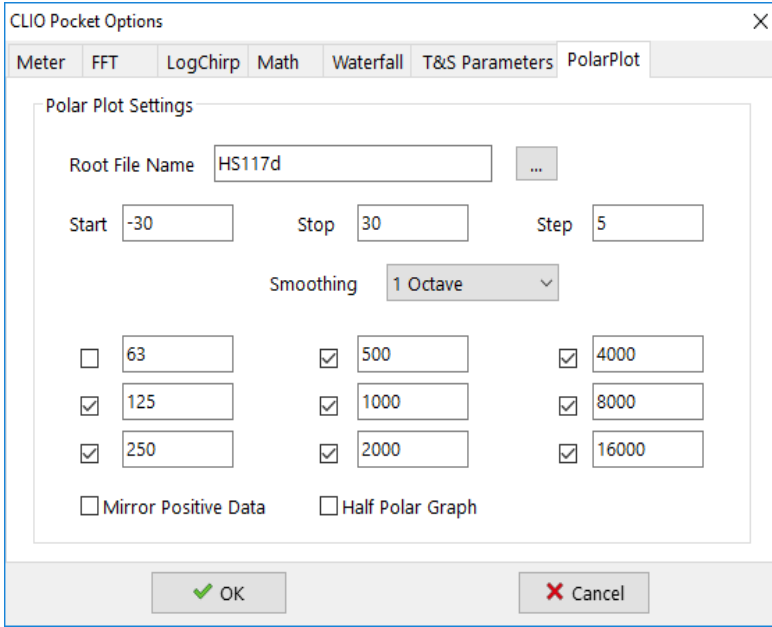 CLIO Pocket Options
Meter FFT LogChirp Math Waterfall T&S Parameters PolarPlot
Polar Plot Settings
Root File Name HS117d ...
Start -30 Stop 30 Step 5
Smoothing 1 Octave
63 500 4000
125 1000 8000
250 2000 16000
Mirror Positive Data Half Polar Graph
OK Cancel